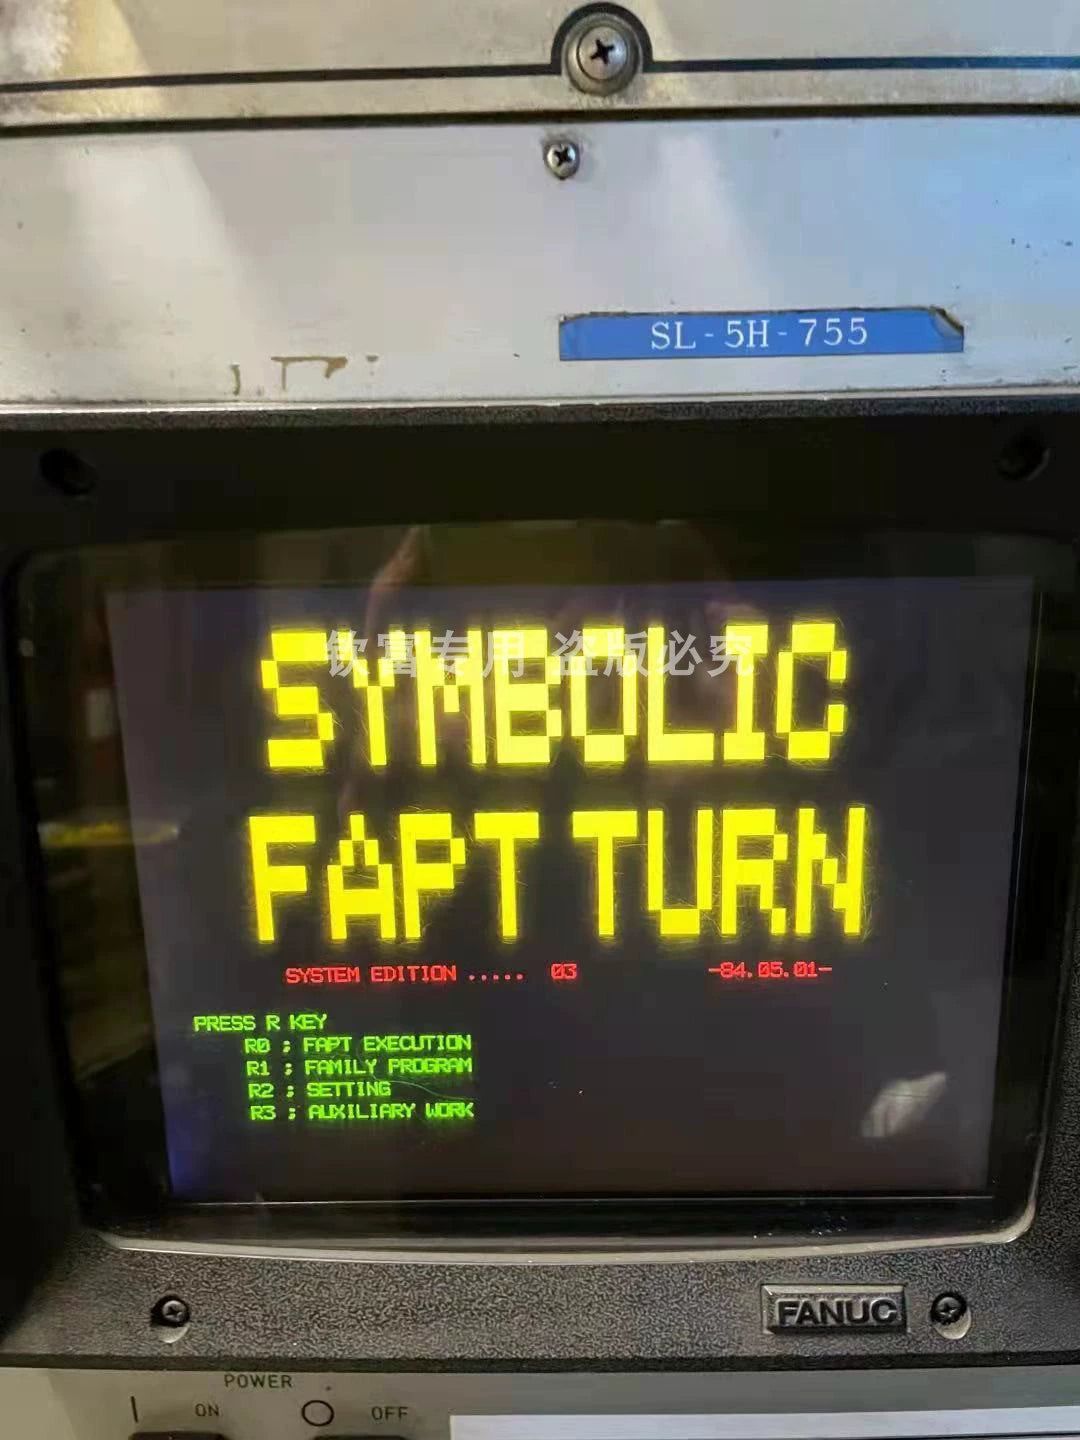 SL-5H-755
SYMBOLIC
钦富专用 盗版必究
FAPT TURN
SYSTEM EDITION ..... 03 -84.05.01-
PRESS R KEY
R0 ; FAPT EXECUTION
R1 ; FAMILY PROGRAM
R2 ; SETTING
R3 ; AUXILIARY WORK
FANUC
POWER
ON OFF